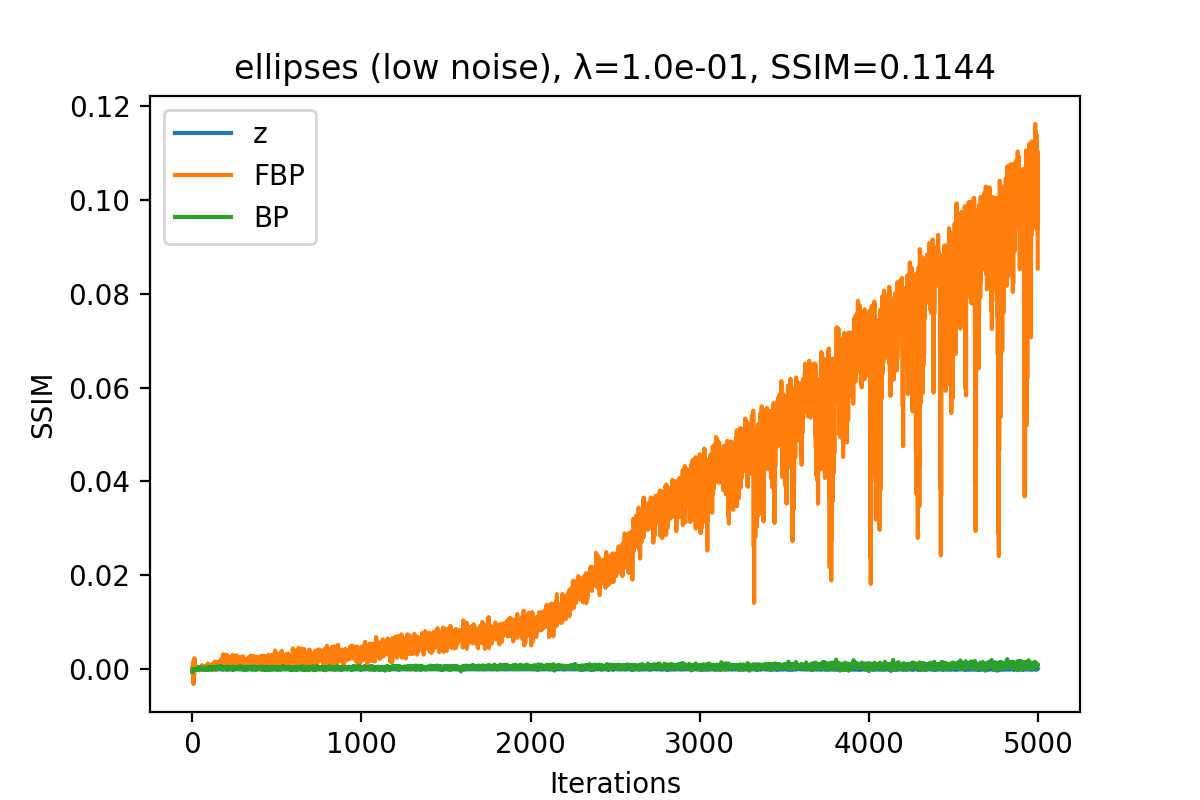 ellipses (low noise), λ=1.0e-01, SSIM=0.1144
z
FBP
BP
SSIM
0.12
0.10
0.08
0.06
0.04
0.02
0.00
0 1000 2000 3000 4000 5000
Iterations